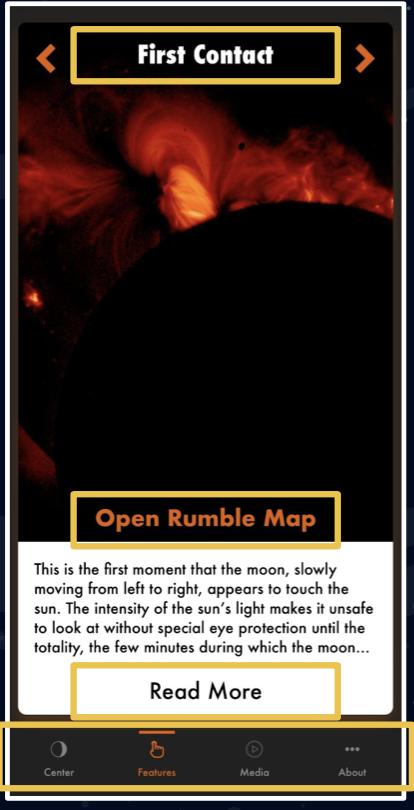 First Contact
Open Rumble Map
This is the first moment that the moon, slowly
moving from left to right, appears to touch the
sun. The intensity of the sun's light makes it unsafe
to look at without special eye protection until the
totality, the few minutes during which the moon...
Read More
Center Features Media About